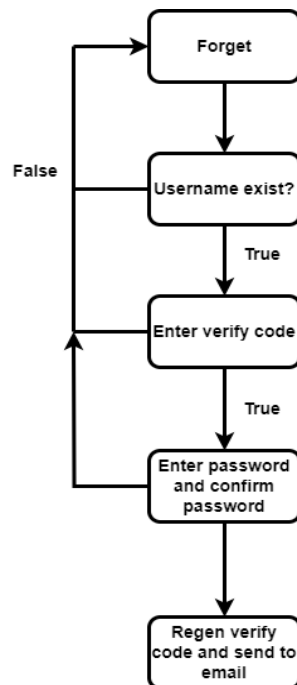 Forget
False
Username exist?
True
Enter verify code
True
Enter password
and confirm
password
Regen verify
code and send to
email